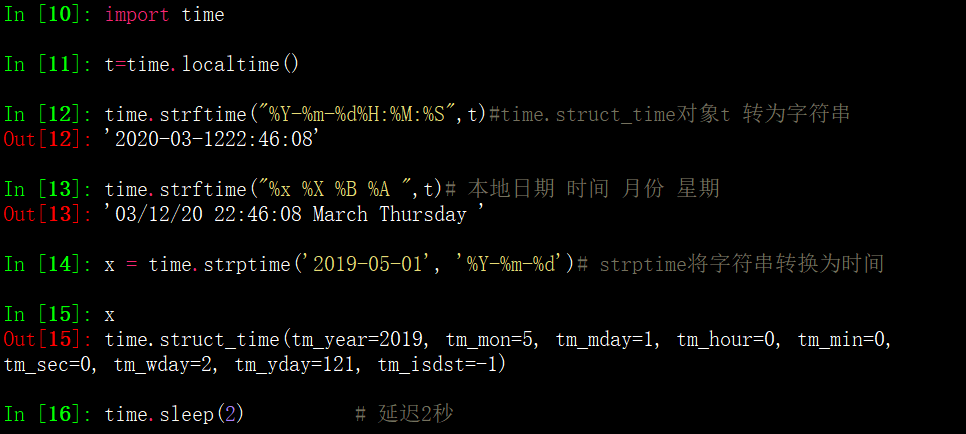 In [10]: import time
In [11]: t=time.localtime()
In [12]: time.strftime("%Y-%m-%d%H:%M:%S",t)#time.struct_time对象t 转为字符串
Out[12]: '2020-03-1222:46:08'
In [13]: time.strftime("%x %X %B %A ",t)# 本地日期 时间 月份 星期
Out[13]: '03/12/20 22:46:08 March Thursday '
In [14]: x = time.strptime('2019-05-01', '%Y-%m-%d')# strptime将字符串转换为时间
In [15]: x
Out[15]: time.struct_time(tm_year=2019, tm_mon=5, tm_mday=1, tm_hour=0, tm_min=0,
tm_sec=0, tm_wday=2, tm_yday=121, tm_isdst=-1)
In [16]: time.sleep(2)          # 延迟2秒